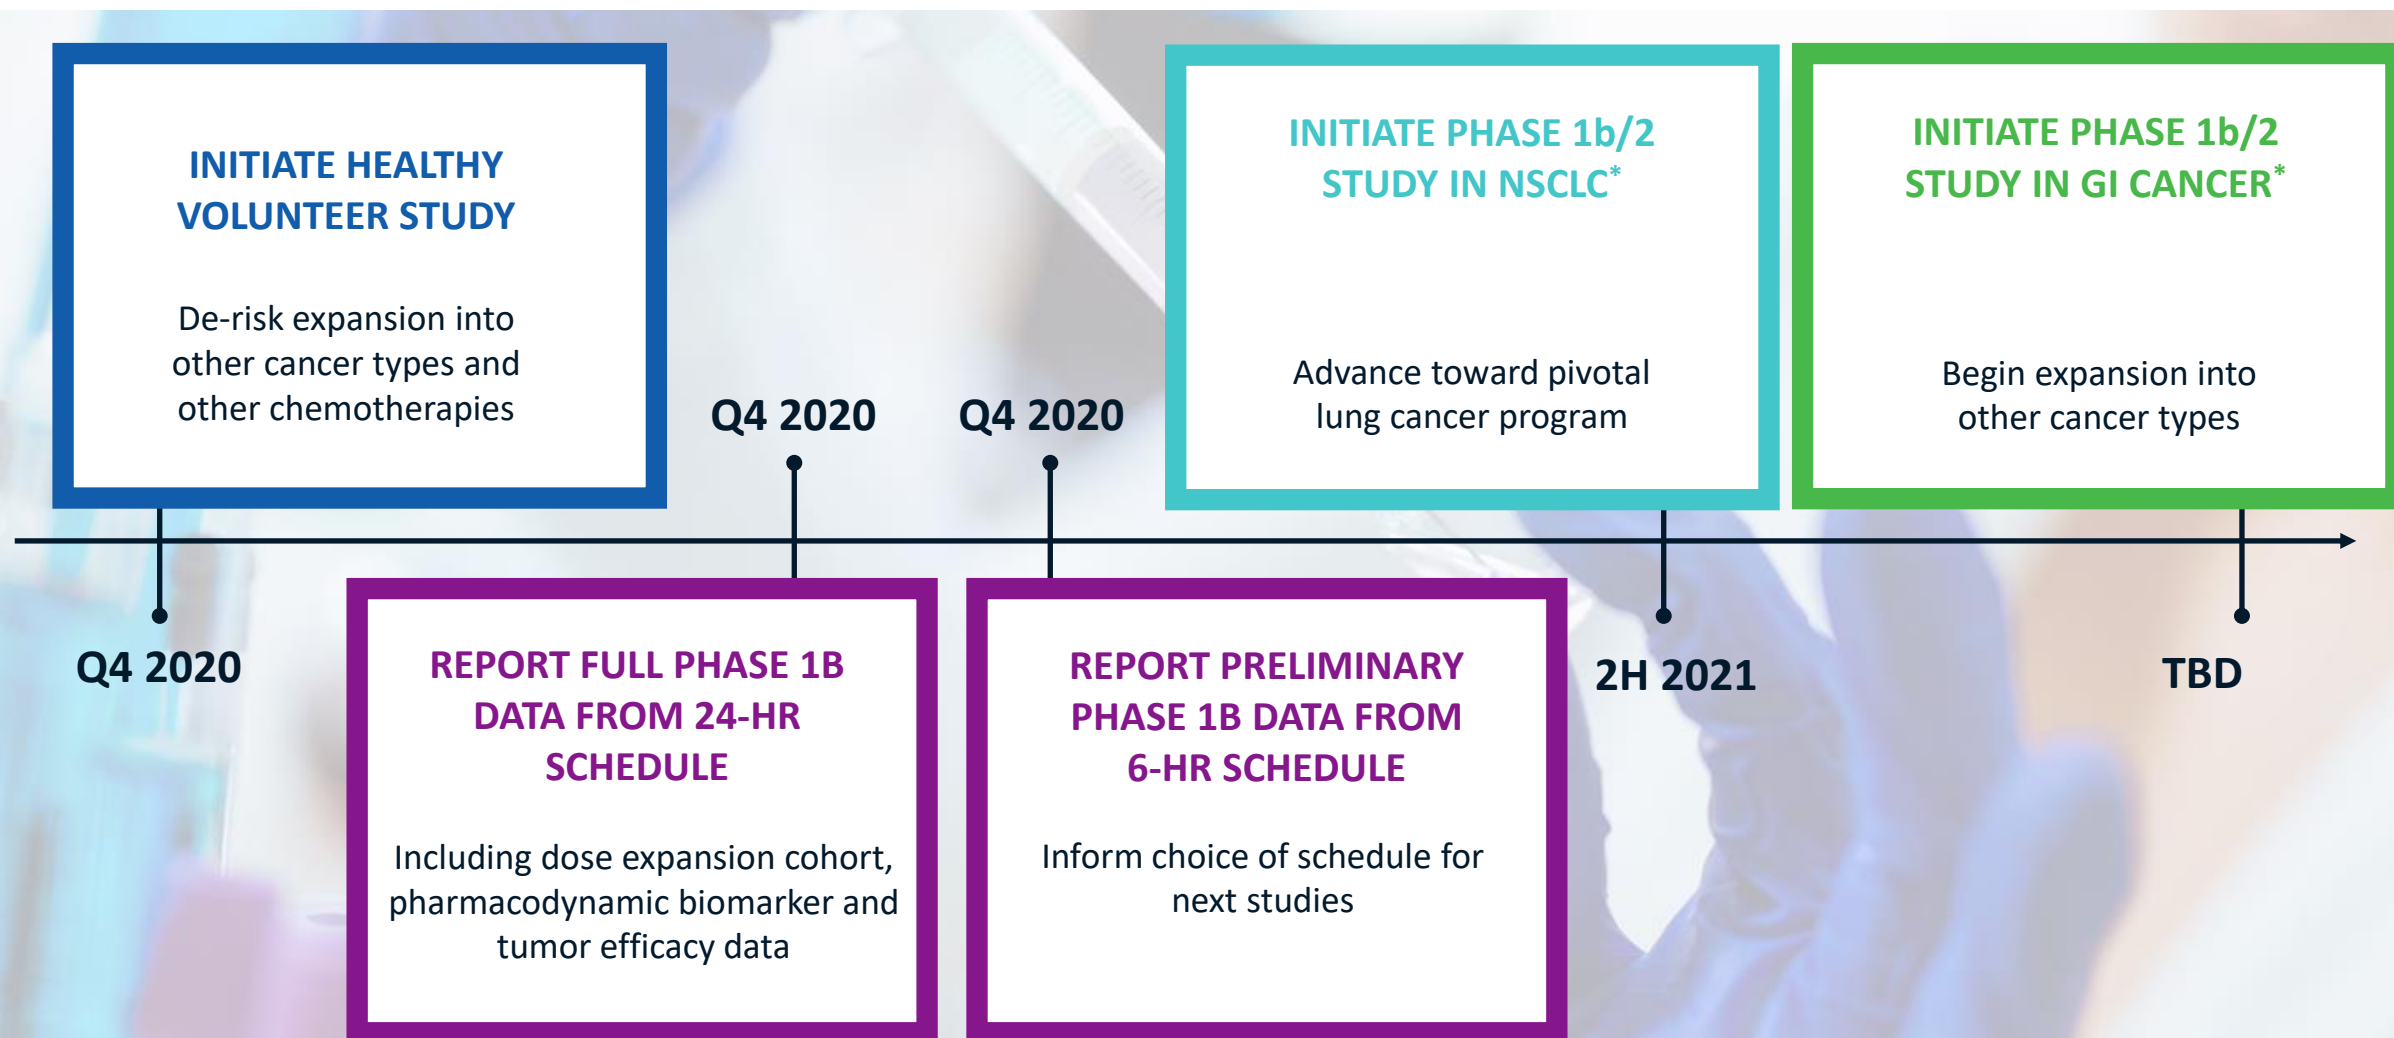 INITIATE HEALTHY
VOLUNTEER STUDY
De-risk expansion into
other cancer types and
other chemotherapies
Q4 2020
REPORT FULL PHASE 1B
DATA FROM 24-HR
SCHEDULE
Including dose expansion cohort,
pharmacodynamic biomarker and
tumor efficacy data
Q4 2020
Q4 2020
REPORT PRELIMINARY
PHASE 1B DATA FROM
6-HR SCHEDULE
Inform choice of schedule for
next studies
INITIATE PHASE 1b/2
STUDY IN NSCLC*
Advance toward pivotal
lung cancer program
2H 2021
INITIATE PHASE 1b/2
STUDY IN GI CANCER*
Begin expansion into
other cancer types
TBD